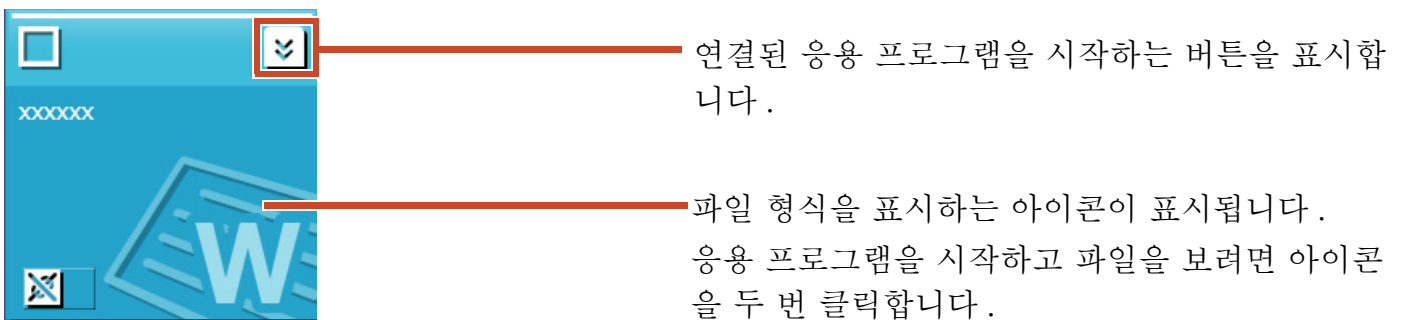 연결된 응용 프로그램을 시작하는 버튼을 표시합
니다 .
xxxxxx
파일 형식을 표시하는 아이콘이 표시됩니다 .
응용 프로그램을 시작하고 파일을 보려면 아이콘
을 두 번 클릭합니다 .
W